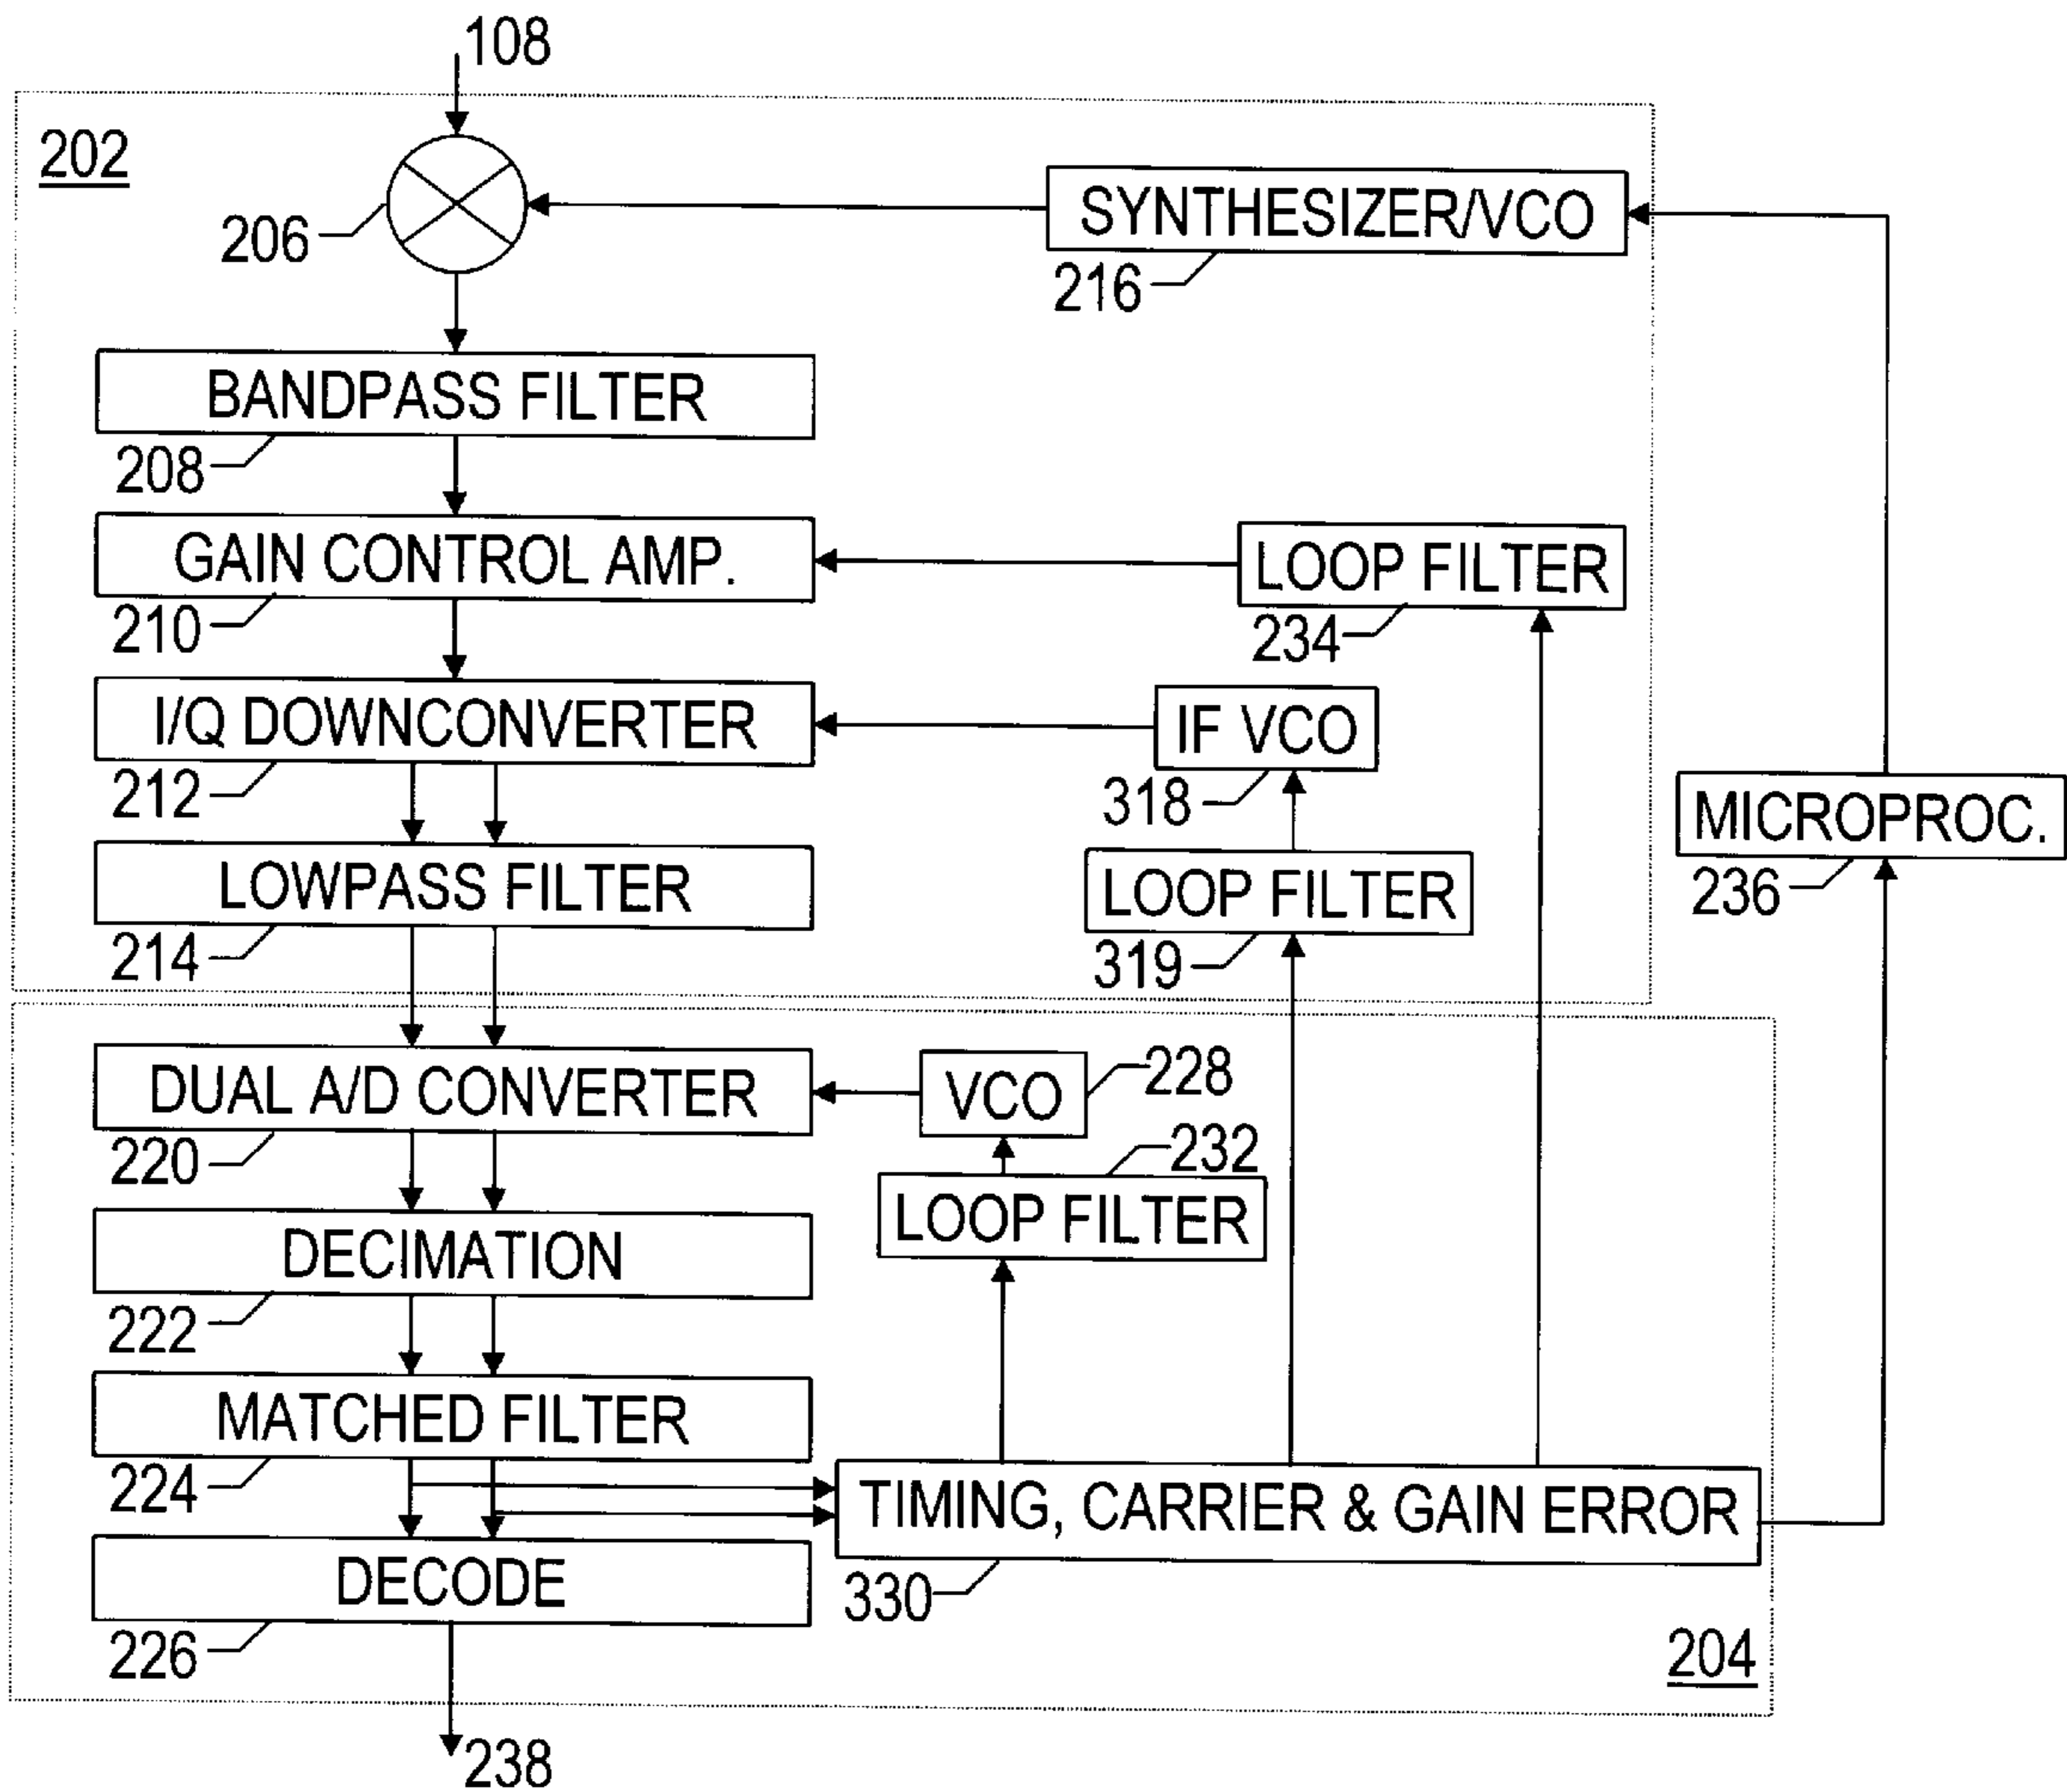 108
202
206
SYNTHESIZER/VCO
216
BANDPASS FILTER
208
GAIN CONTROL AMP.
210
LOOP FILTER
234
I/Q DOWNCONVERTER
212
IF VCO
318
MICROPROC.
236
LOWPASS FILTER
214
LOOP FILTER
319
DUAL A/D CONVERTER
220
VCO
228
232
LOOP FILTER
DECIMATION
222
MATCHED FILTER
224
TIMING, CARRIER & GAIN ERROR
330
DECODE
226
204
238